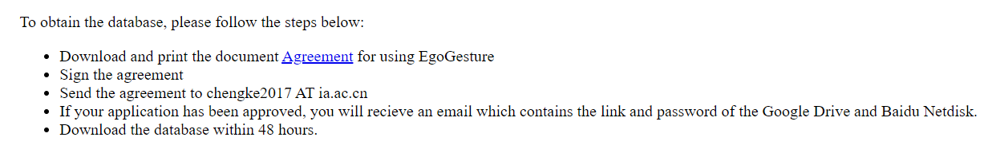 To obtain the database, please follow the steps below:
• Download and print the document Agreement for using EgoGesture
• Sign the agreement
• Send the agreement to chengke2017 AT ia.ac.cn
• If your application has been approved, you will recieve an email which contains the link and password of the Google Drive and Baidu Netdisk.
• Download the database within 48 hours.